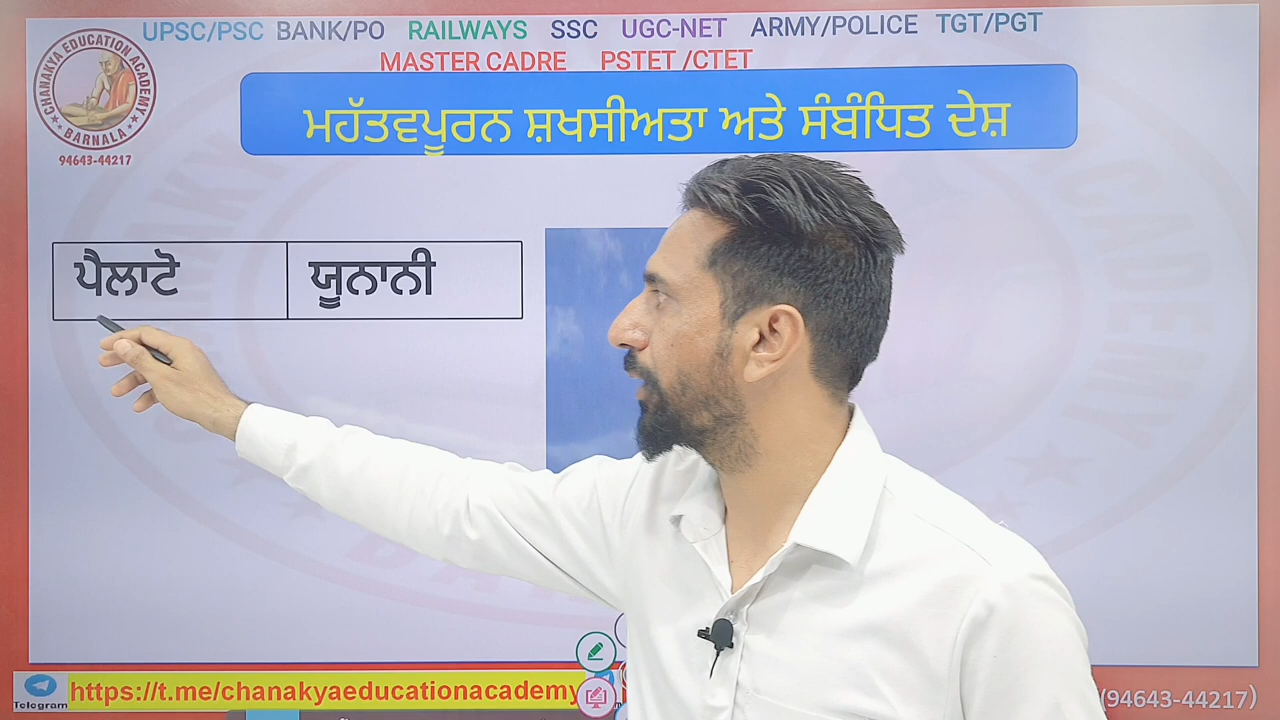 UPSC/PSC BANK/PO RAILWAYS SSC UGC-NET ARMY/POLICE TGT/PGT
MASTER CADRE PSTET /CTET
CHANAKYA EDUCATION ACADEMY
BARNALA
94643-44217
ਮਹੱਤਵਪੂਰਨ ਸ਼ਖਸੀਅਤਾ ਅਤੇ ਸੰਬੰਧਿਤ ਦੇਸ਼
ਪੈਲਾਟੋ ਯੂਨਾਨੀ
Telegram https://t.me/chanakyaeducationacademy
(94643-44217)